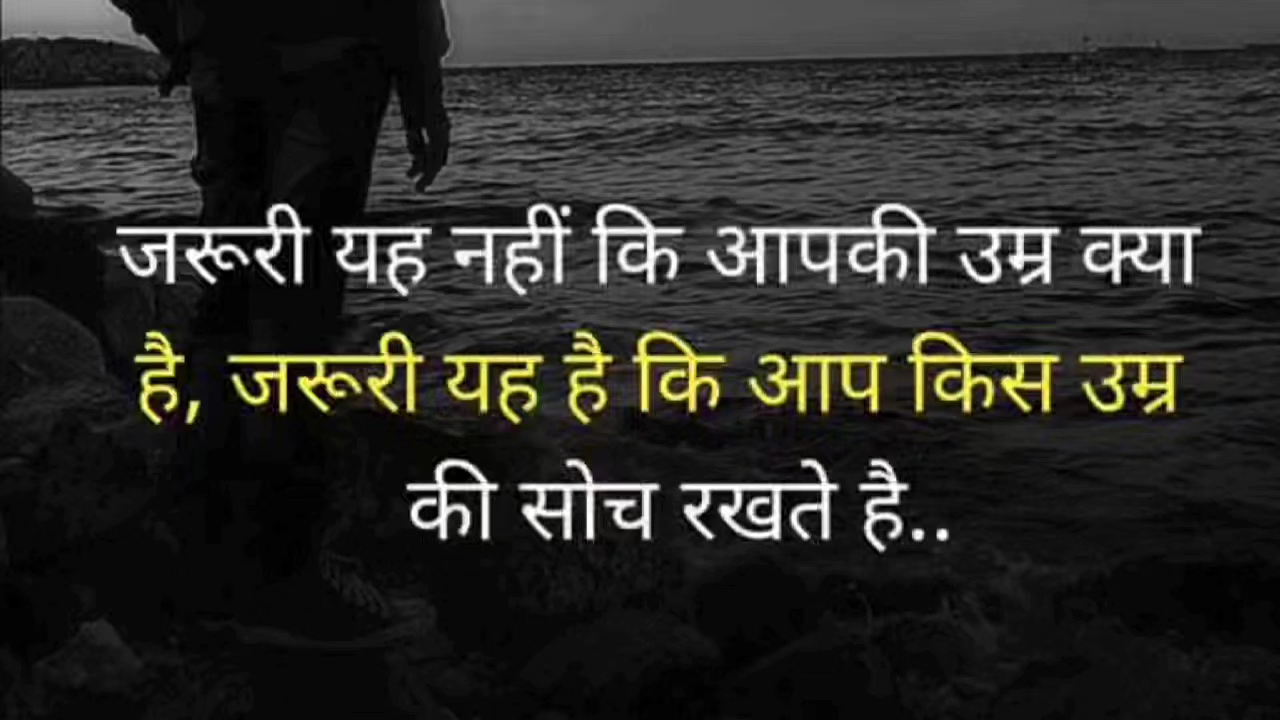 जरूरी यह नहीं कि आपकी उम्र क्या
है, जरूरी यह है कि आप किस उम्र
की सोच रखते है..